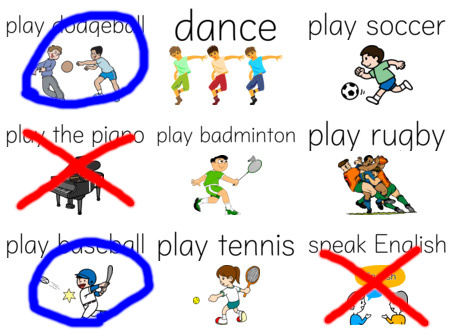 play dodgeball
dance
play soccer
play the piano
play badminton
play rugby
play baseball
play tennis
speak English